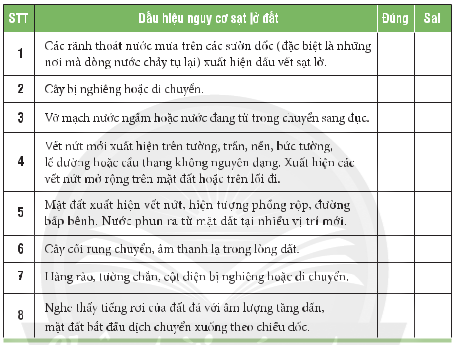 STT Dấu hiệu nguy cơ sạt lở đất Đúng Sai
1 Các rãnh thoát nước mưa trên các sườn dốc (đặc biệt là những
nơi mà dòng nước chảy tụ lại) xuất hiện dấu vết sạt lở.
2 Cây bị nghiêng hoặc di chuyển.
3 Vỡ mạch nước ngầm hoặc nước đang từ trong chuyển sang đục.
4 Vết nứt mới xuất hiện trên tường, trần, nền, bức tường,
lề đường hoặc cầu thang không nguyên dạng. Xuất hiện các
vết nứt mở rộng trên mặt đất hoặc trên lối đi.
5 Mặt đất xuất hiện vết nứt, hiện tượng phồng rộp, đường
bấp bênh. Nước phun ra từ mặt đất tại nhiều vị trí mới.
6 Cây cối rung chuyển, âm thanh lạ trong lòng đất.
7 Hàng rào, tường chắn, cột điện bị nghiêng hoặc di chuyển.
8 Nghe thấy tiếng rơi của đất đá với âm lượng tăng dần,
mặt đất bắt đầu dịch chuyển xuống theo chiều dốc.